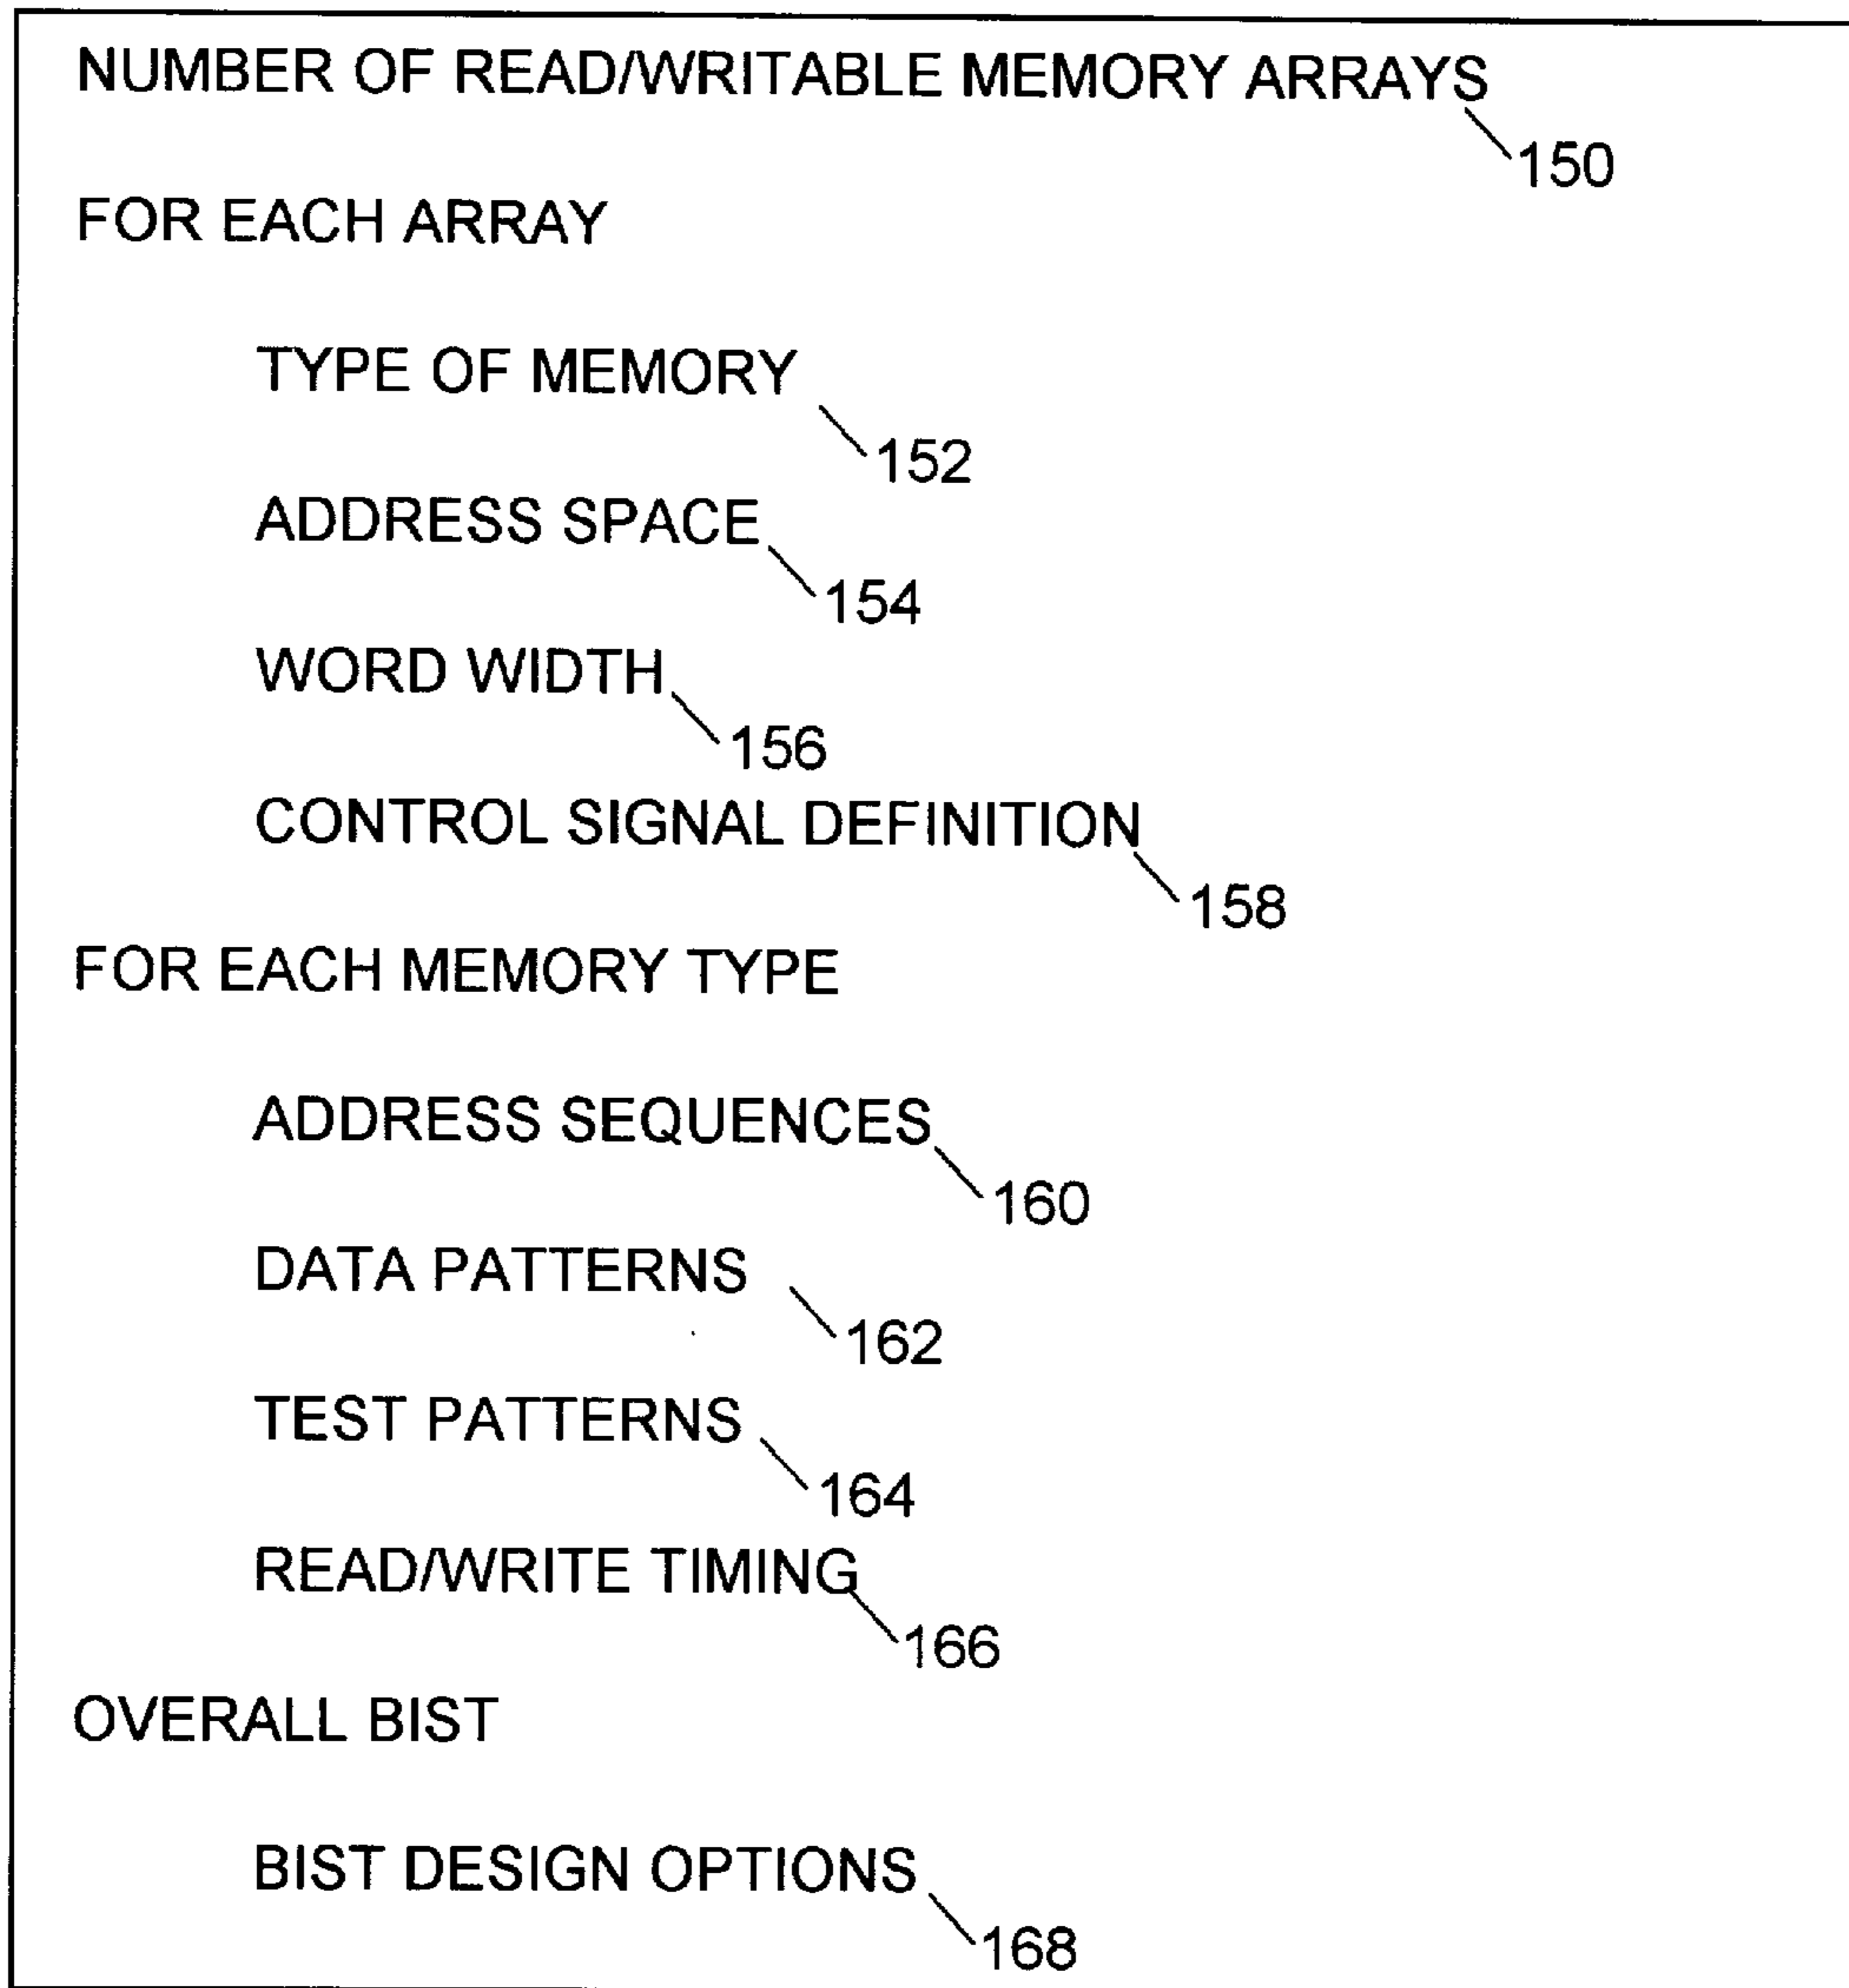 NUMBER OF READ/WRITABLE MEMORY ARRAYS
150
FOR EACH ARRAY
TYPE OF MEMORY
152
ADDRESS SPACE
154
WORD WIDTH
156
CONTROL SIGNAL DEFINITION
158
FOR EACH MEMORY TYPE
ADDRESS SEQUENCES
160
DATA PATTERNS
162
TEST PATTERNS
164
READ/WRITE TIMING
166
OVERALL BIST
BIST DESIGN OPTIONS
168